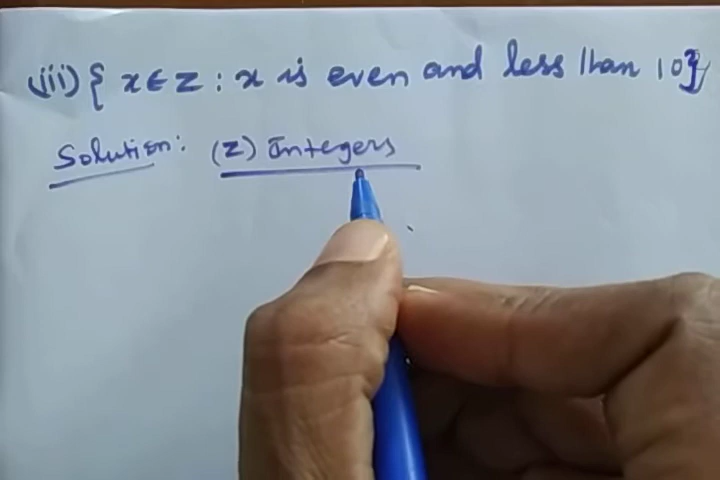 (iii) { x ∈ Z : x is even and less than 10}
Solution: (Z) Integers